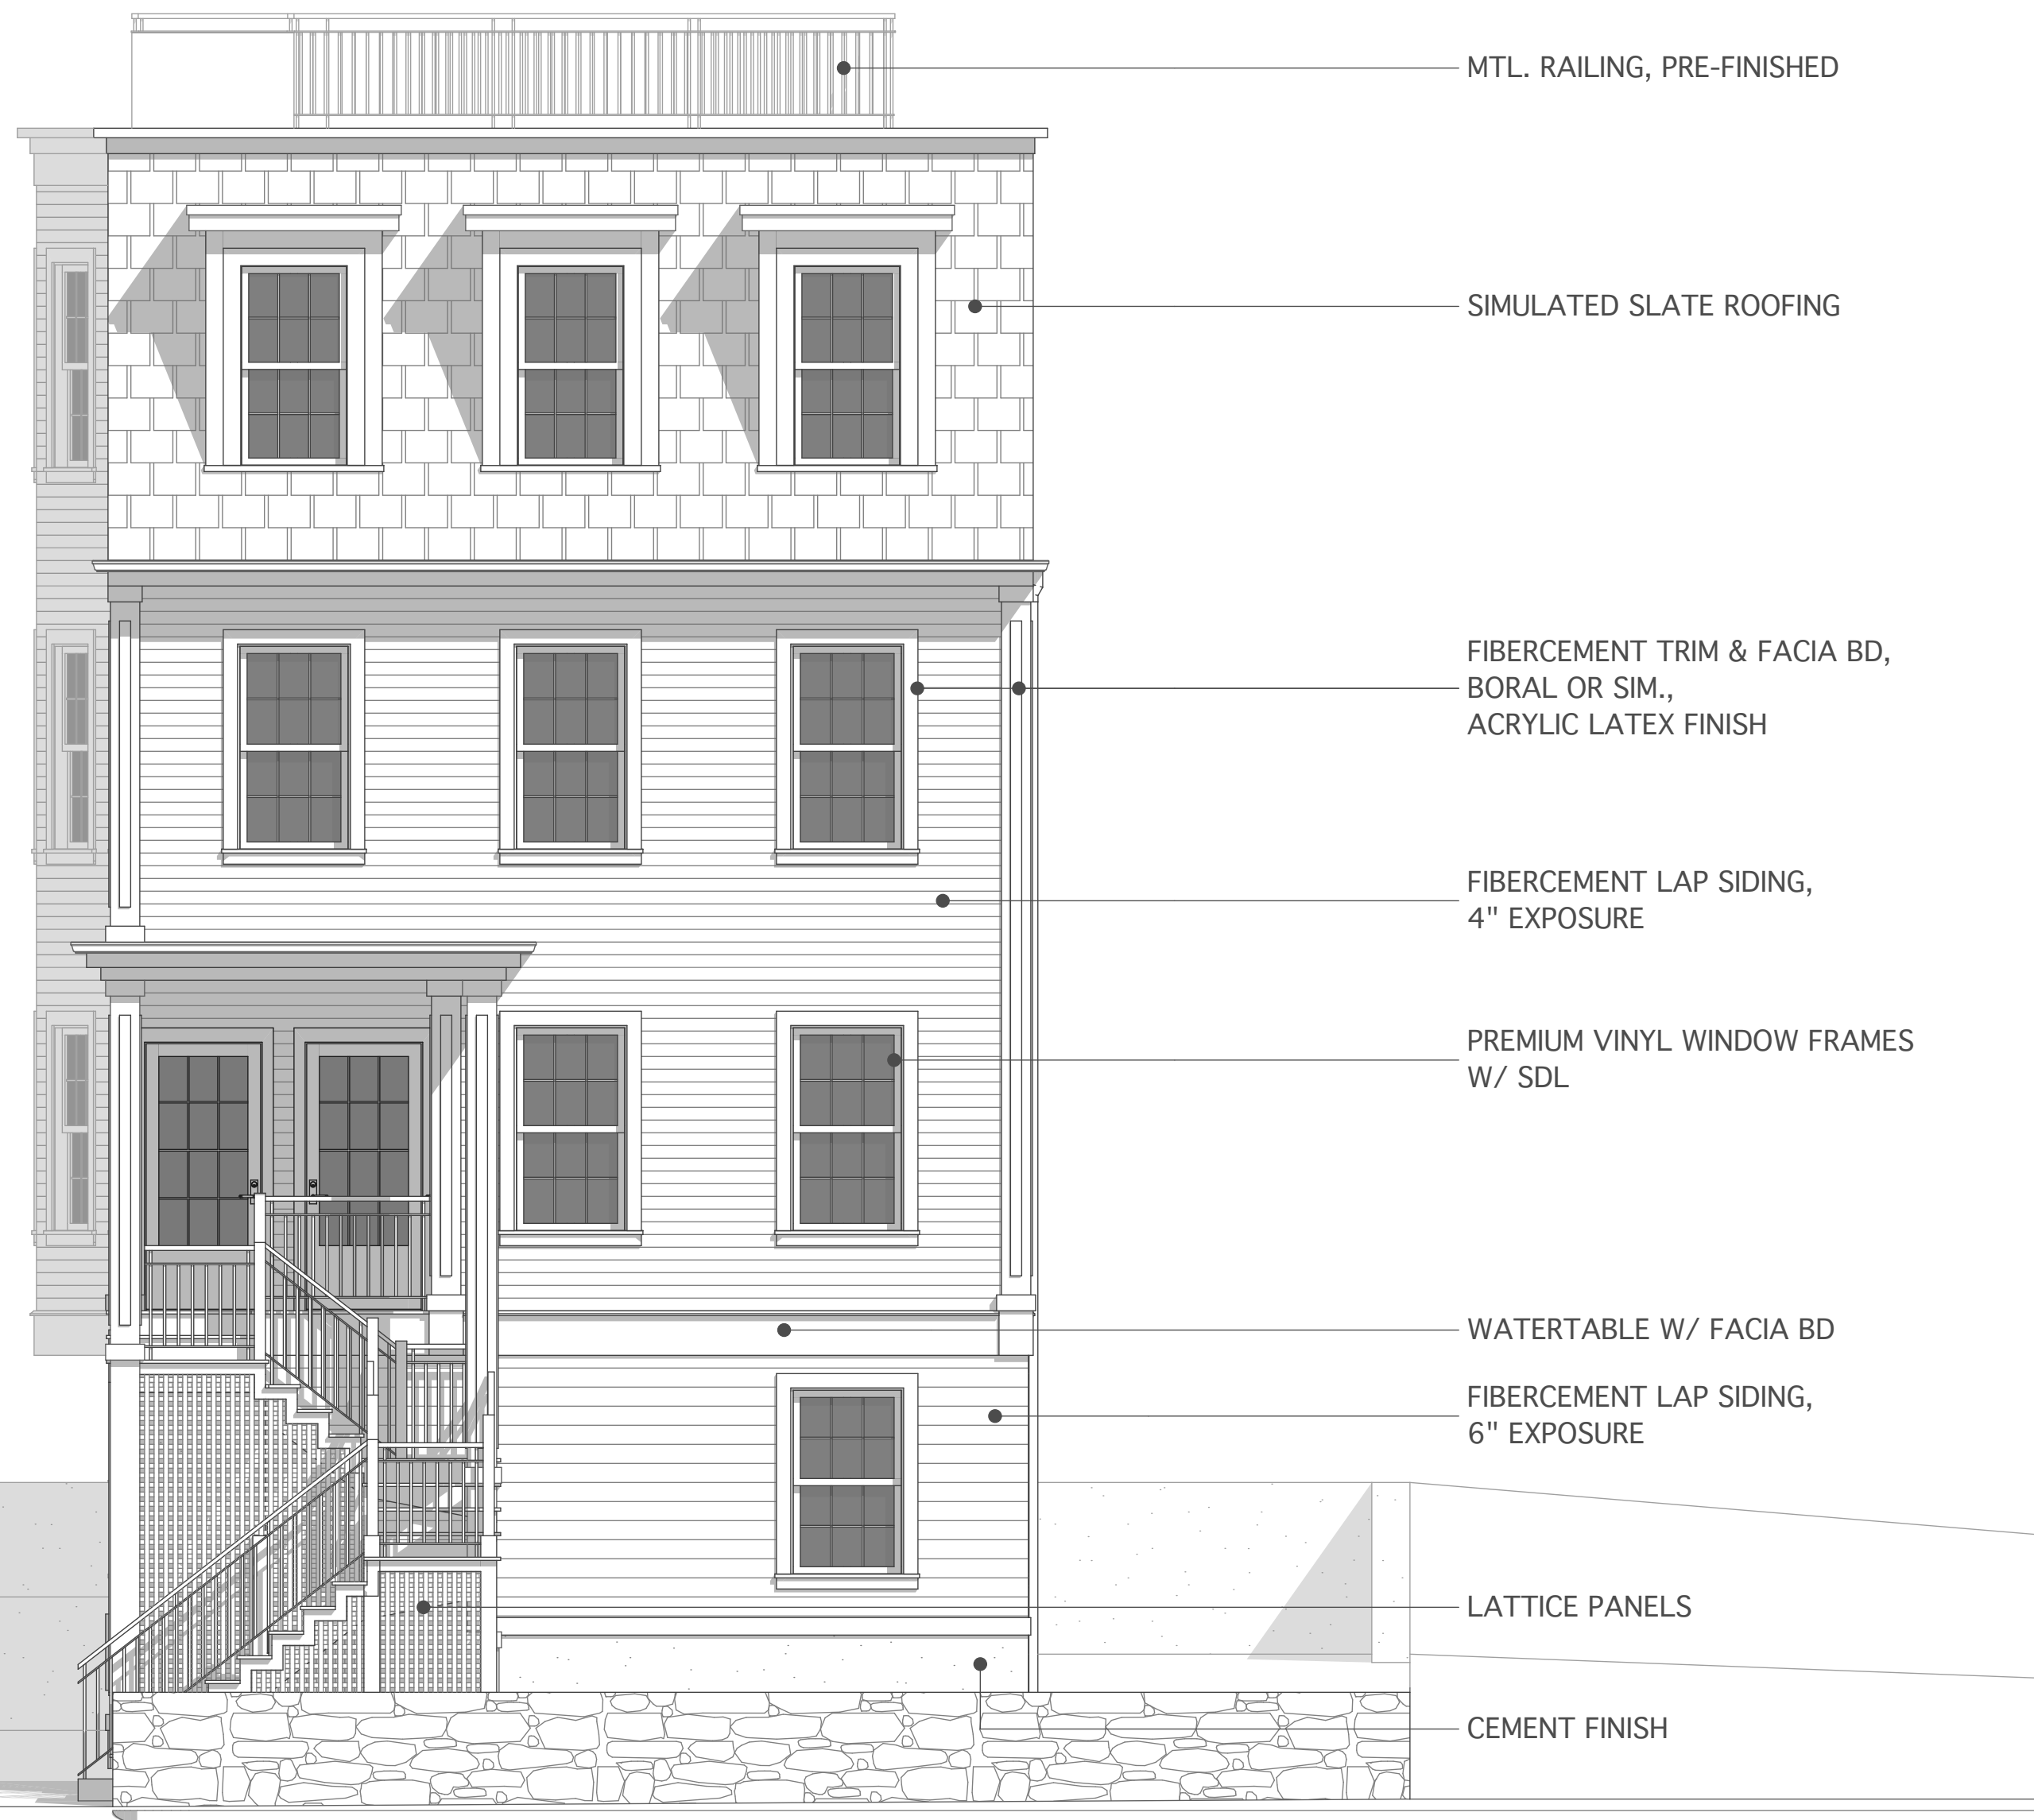 MTL. RAILING, PRE-FINISHED
SIMULATED SLATE ROOFING
FIBERCEMENT TRIM & FACIA BD,
BORAL OR SIM.,
ACRYLIC LATEX FINISH
FIBERCEMENT LAP SIDING,
4" EXPOSURE
PREMIUM VINYL WINDOW FRAMES
W/ SDL
WATERTABLE W/ FACIA BD
FIBERCEMENT LAP SIDING,
6" EXPOSURE
LATTICE PANELS
CEMENT FINISH